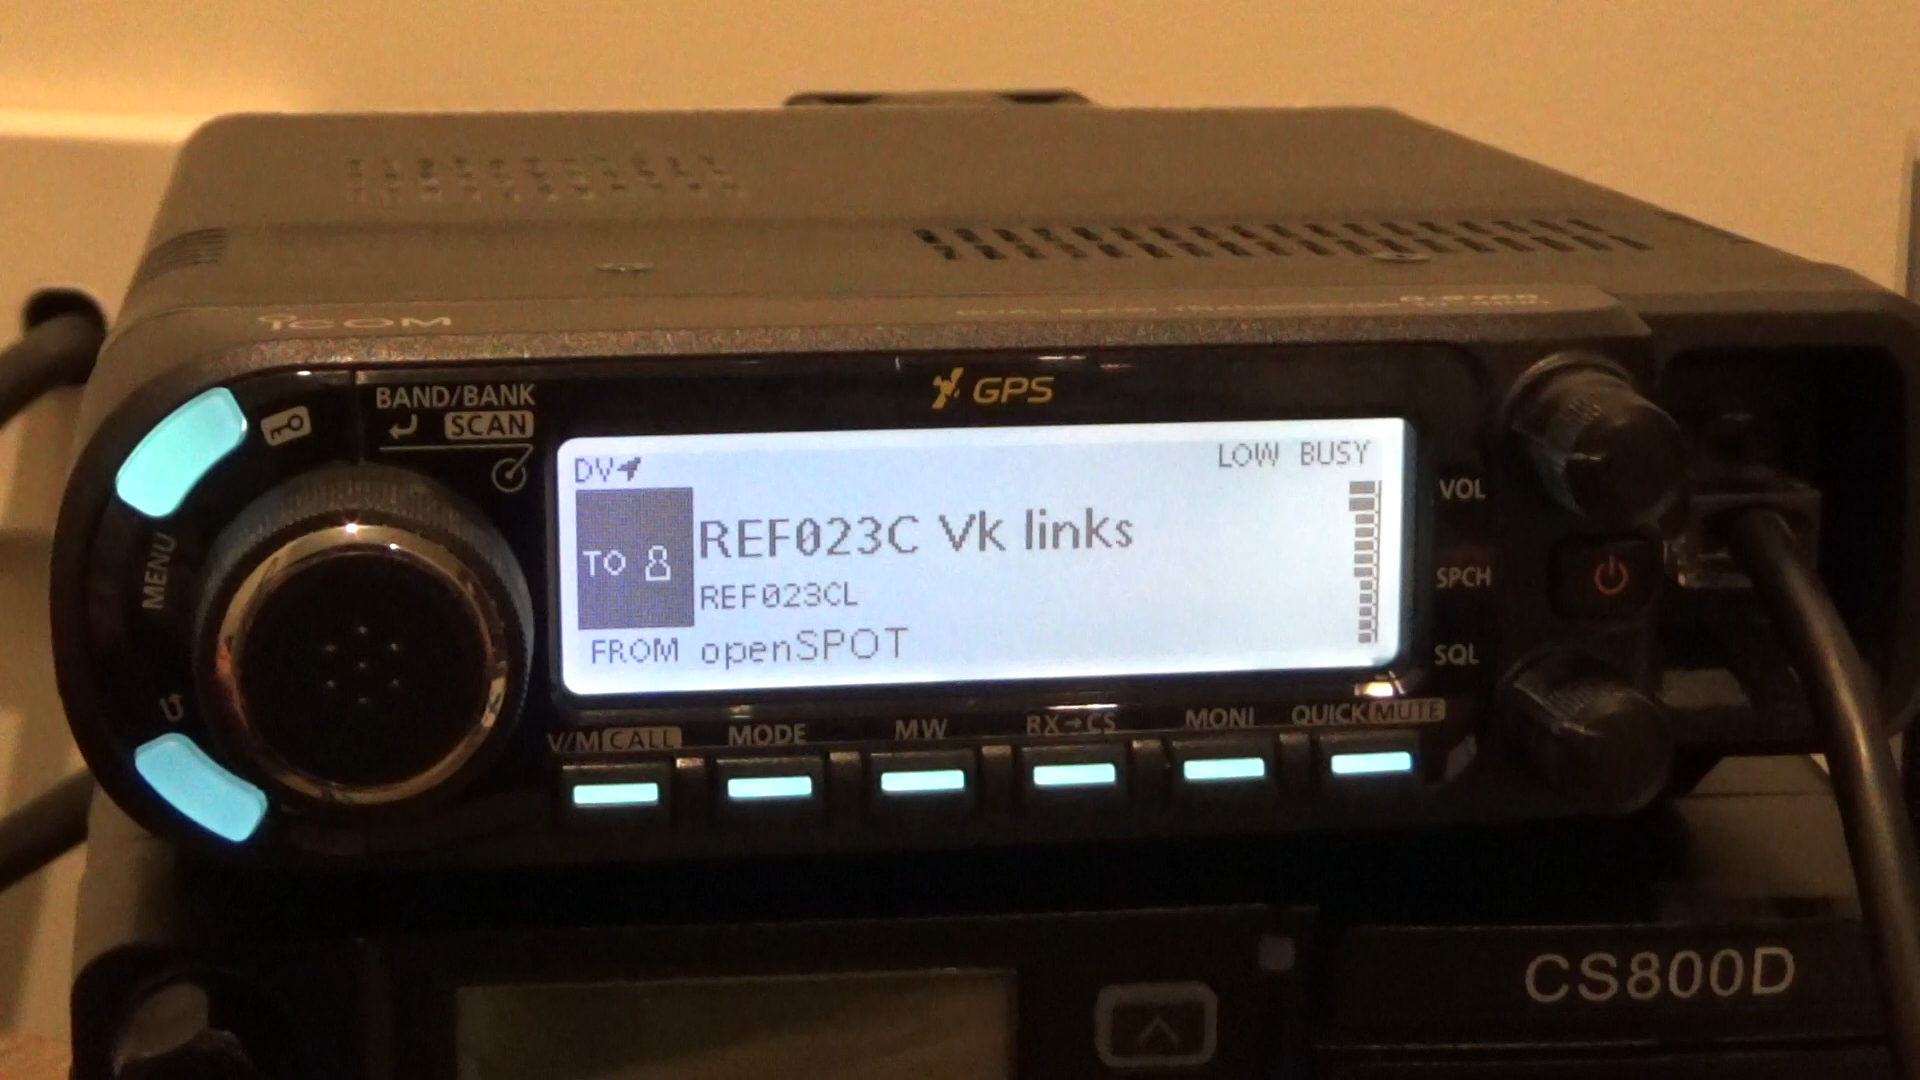 ICOM
BAND/BANK
SCAN
GPS
MENU
DV LOW BUSY
TO REF023C Vk links
REF023CL
FROM openSPOT
VOL
SPCH
SQL
V/M CALL MODE MW RX→CS MONI QUICK MUTE
CS800D